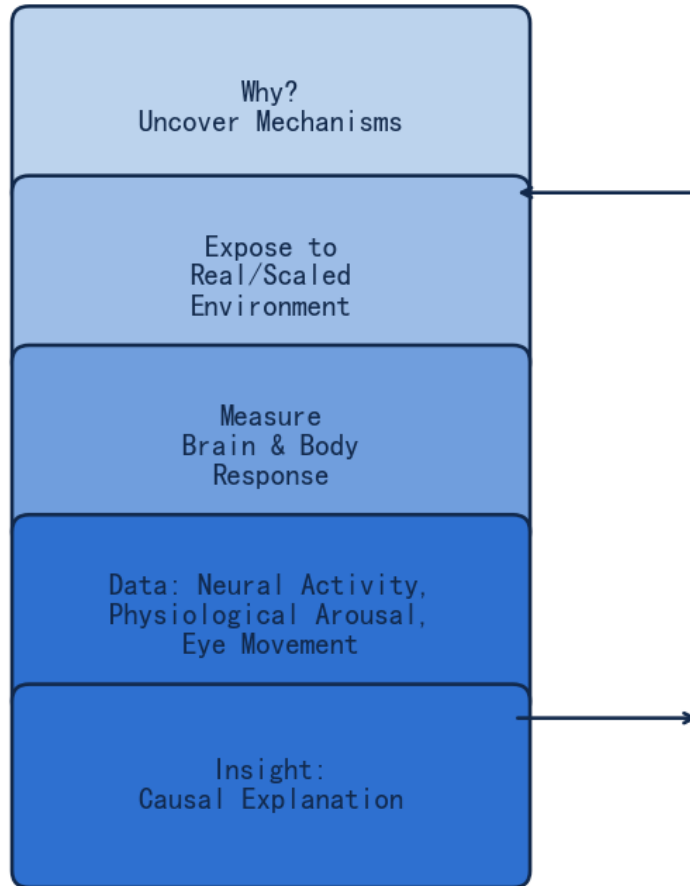 Why?
Uncover Mechanisms
Expose to
Real/Scaled
Environment
Measure
Brain & Body
Response
Data: Neural Activity,
Physiological Arousal,
Eye Movement
Insight:
Causal Explanation